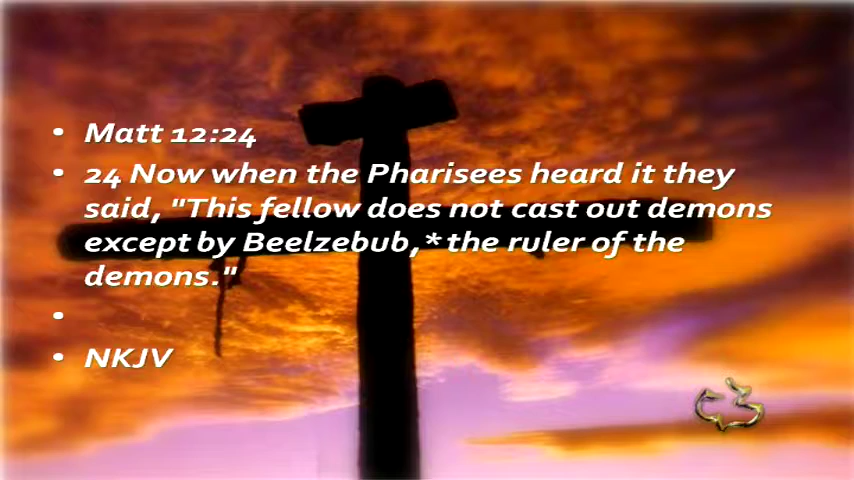 • Matt 12:24
• 24 Now when the Pharisees heard it they
said, "This fellow does not cast out demons
except by Beelzebub,* the ruler of the
demons."
•
• NKJV